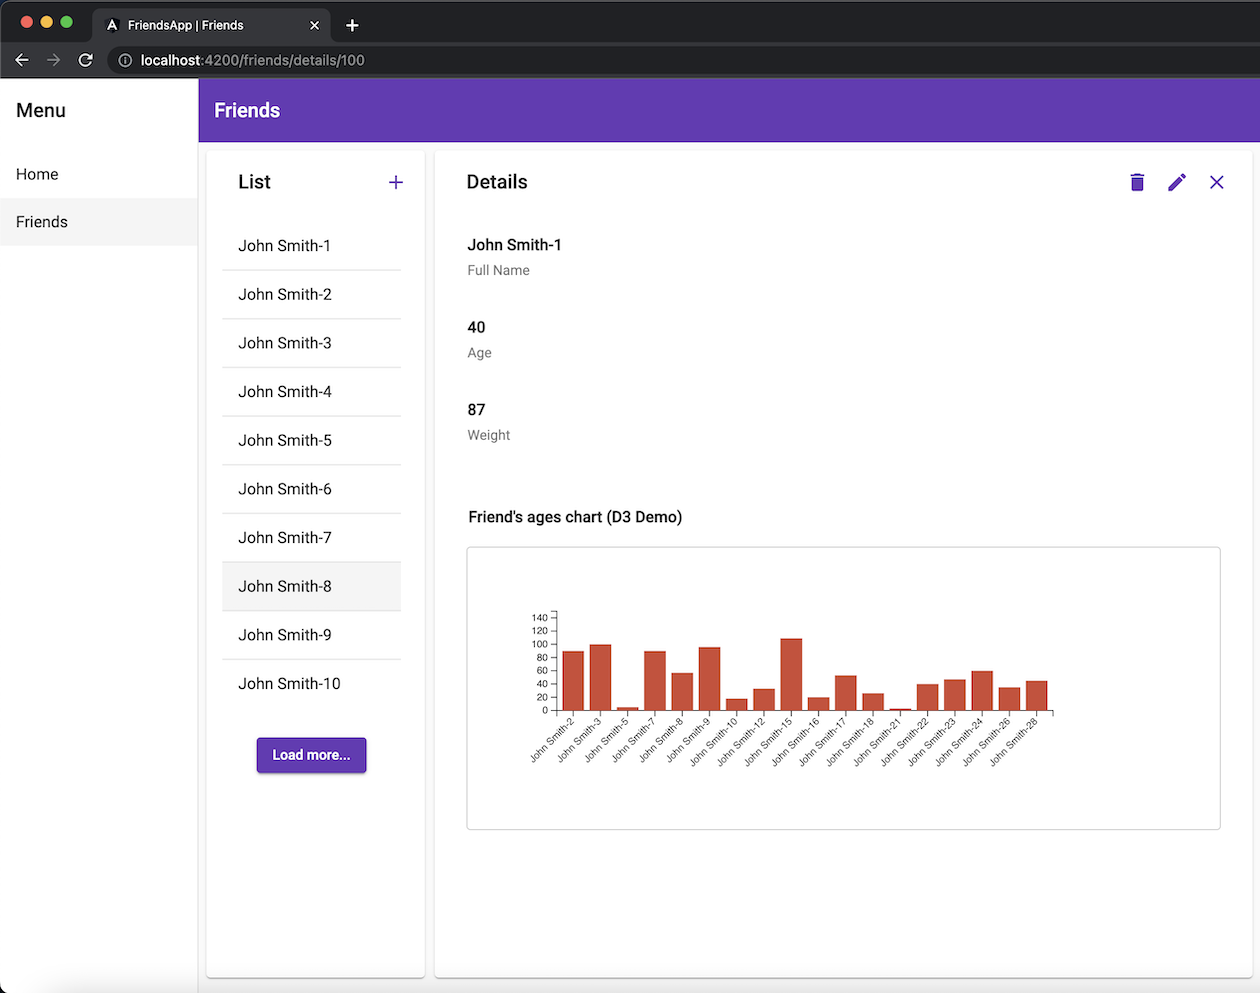 FriendsApp | Friends
localhost:4200/friends/details/100
Menu
Home
Friends
Friends
List
John Smith-1
John Smith-2
John Smith-3
John Smith-4
John Smith-5
John Smith-6
John Smith-7
John Smith-8
John Smith-9
John Smith-10
Load more...
Details
John Smith-1
Full Name
40
Age
87
Weight
Friend's ages chart (D3 Demo)
140
120
100
80
60
40
20
0
John Smith-2
John Smith-3
John Smith-5
John Smith-7
John Smith-8
John Smith-9
John Smith-10
John Smith-12
John Smith-15
John Smith-16
John Smith-17
John Smith-18
John Smith-21
John Smith-22
John Smith-23
John Smith-24
John Smith-26
John Smith-28